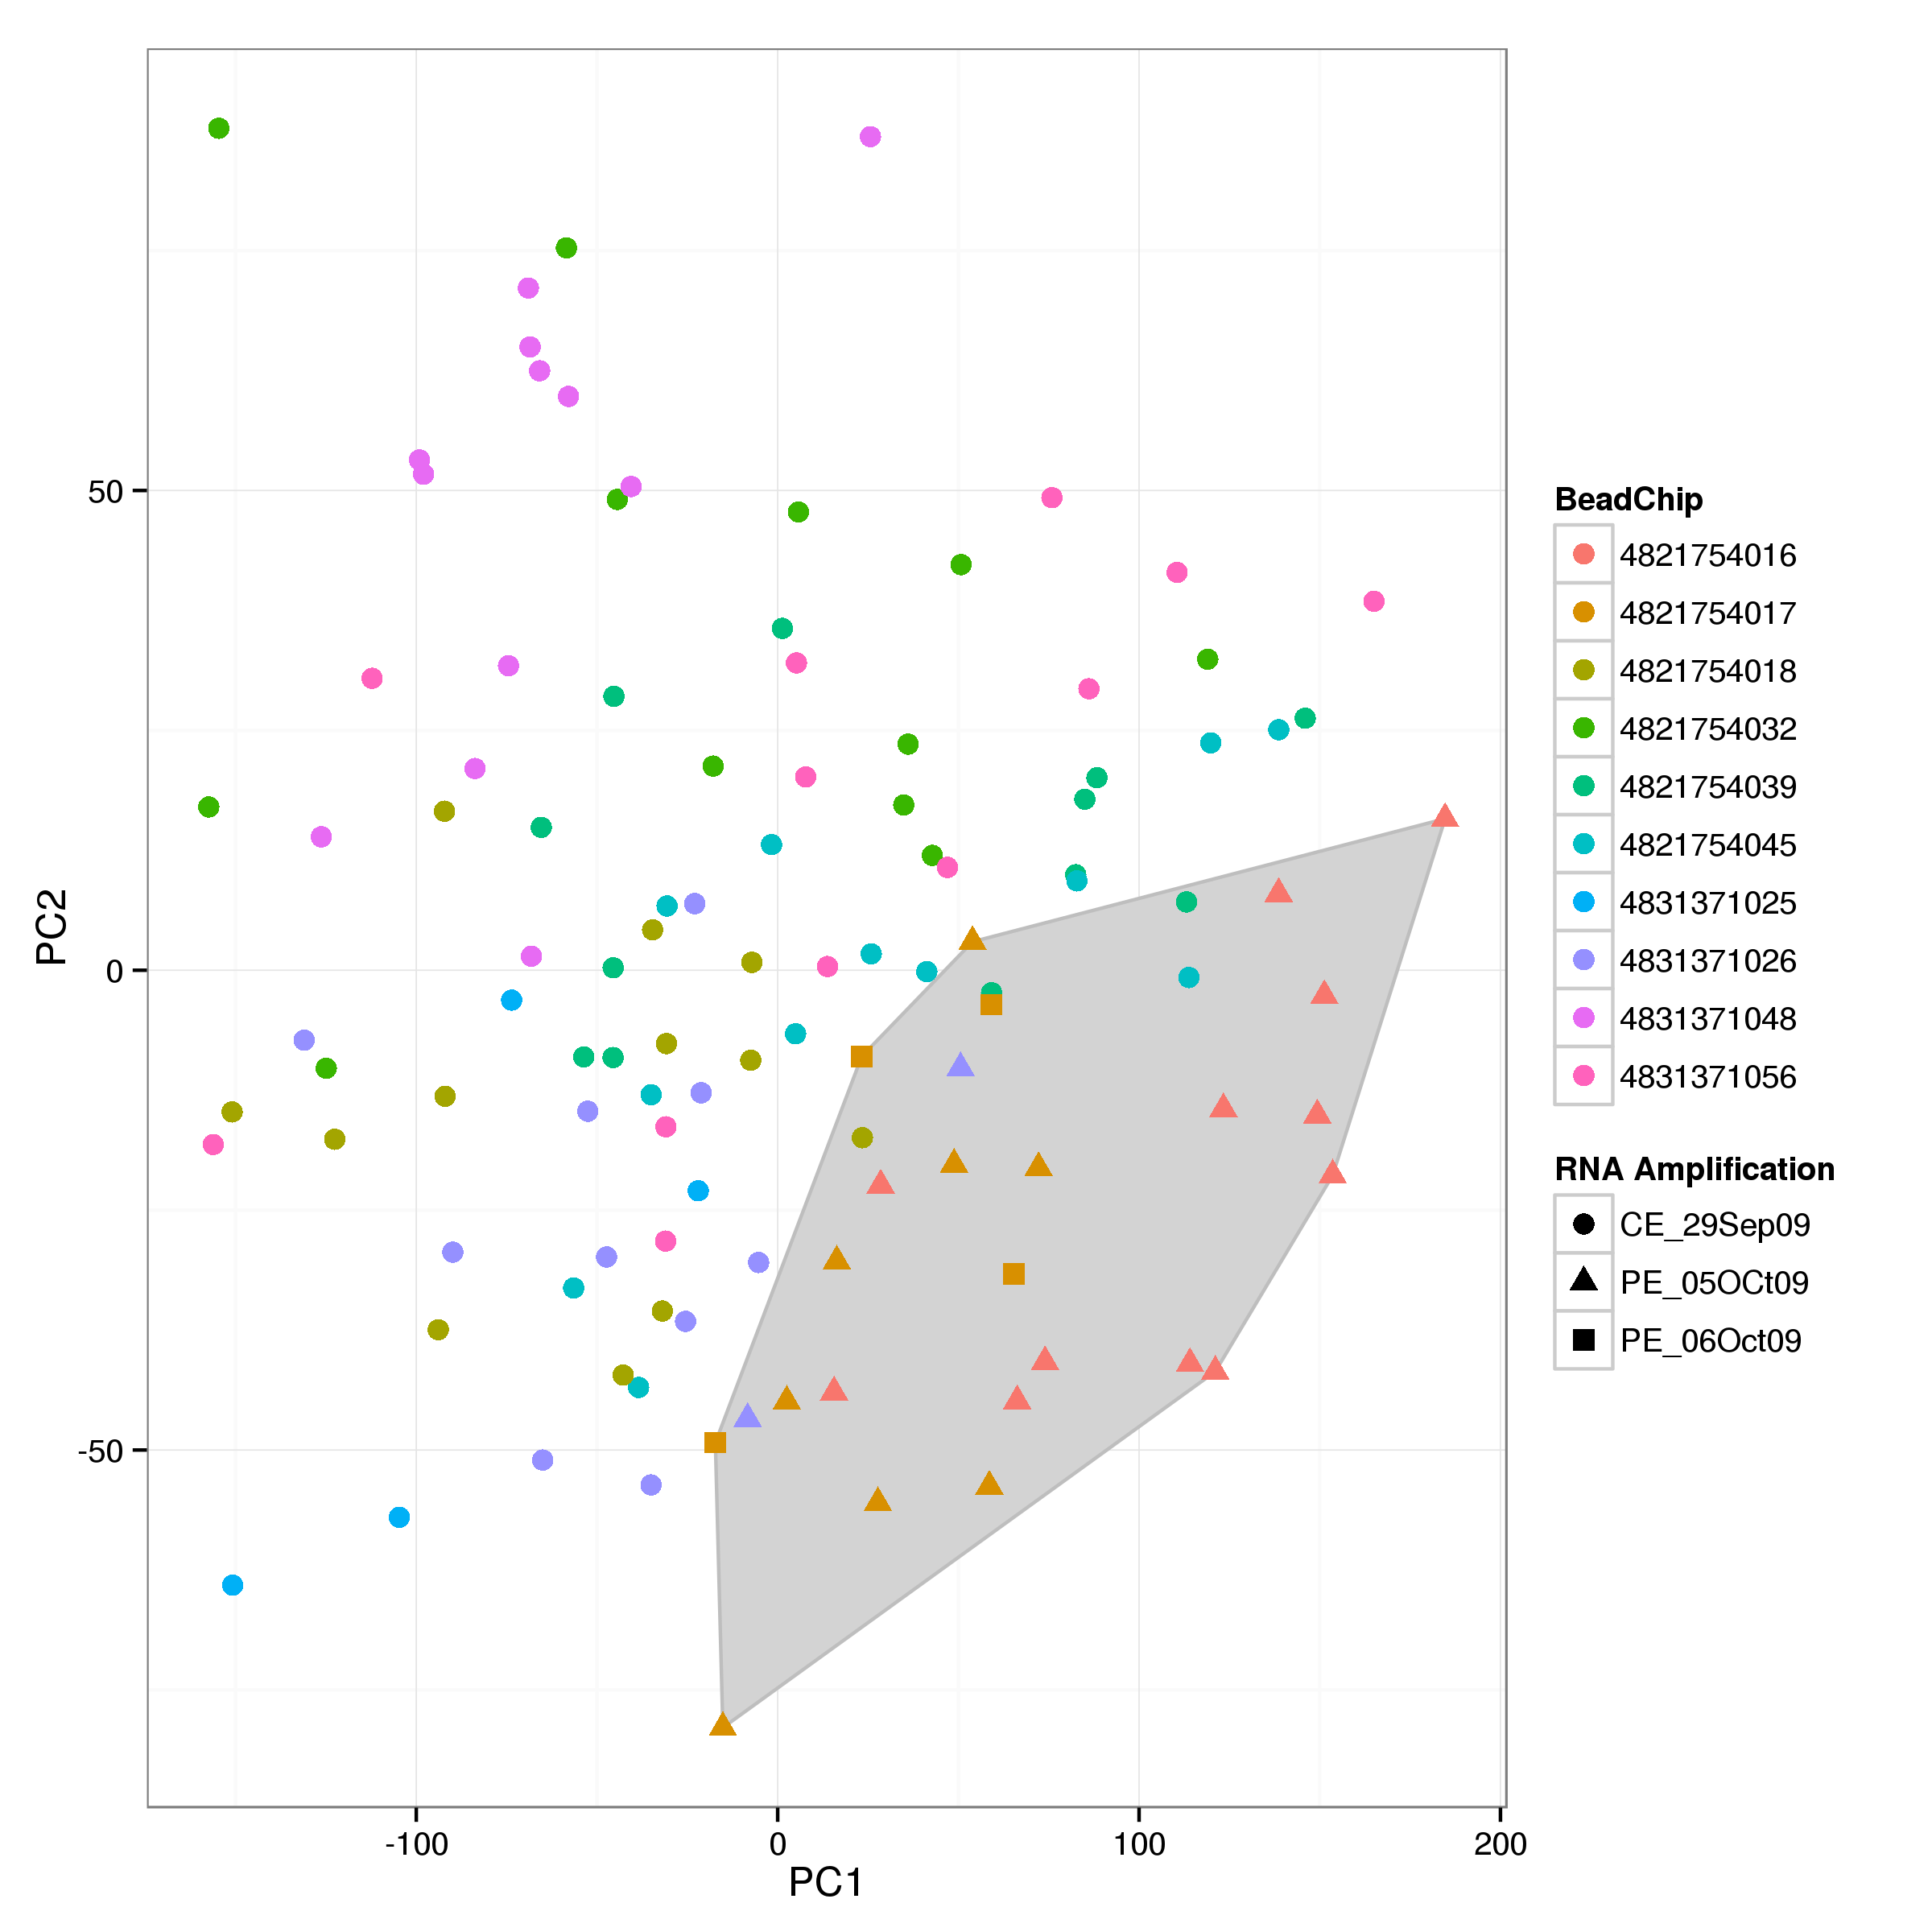 PC2
50
0
-50
-100
0
100
200
PC1
BeadChip
4821754016
4821754017
4821754018
4821754032
4821754039
4821754045
4831371025
4831371026
4831371048
4831371056
RNA Amplification
CE_29Sep09
PE_05OCt09
PE_06Oct09